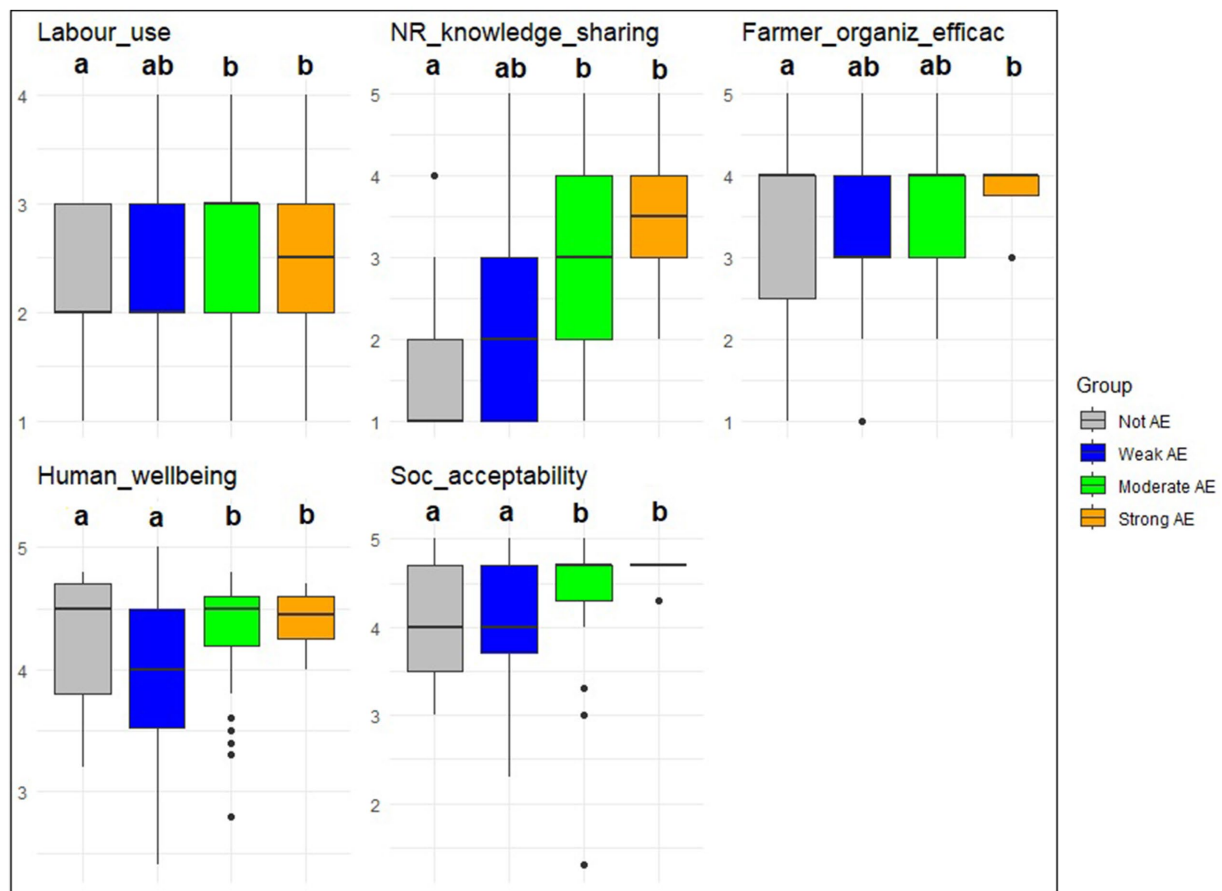 Labour_use
a ab b b
4
3
2
1
NR_knowledge_sharing
a ab b b
5
4
3
2
1
Farmer_organiz_efficac
a ab ab b
5
4
3
2
1
Human_wellbeing
a a b b
5
4
3
Soc_acceptability
a a b b
5
4
3
2
Group
Not AE
Weak AE
Moderate AE
Strong AE